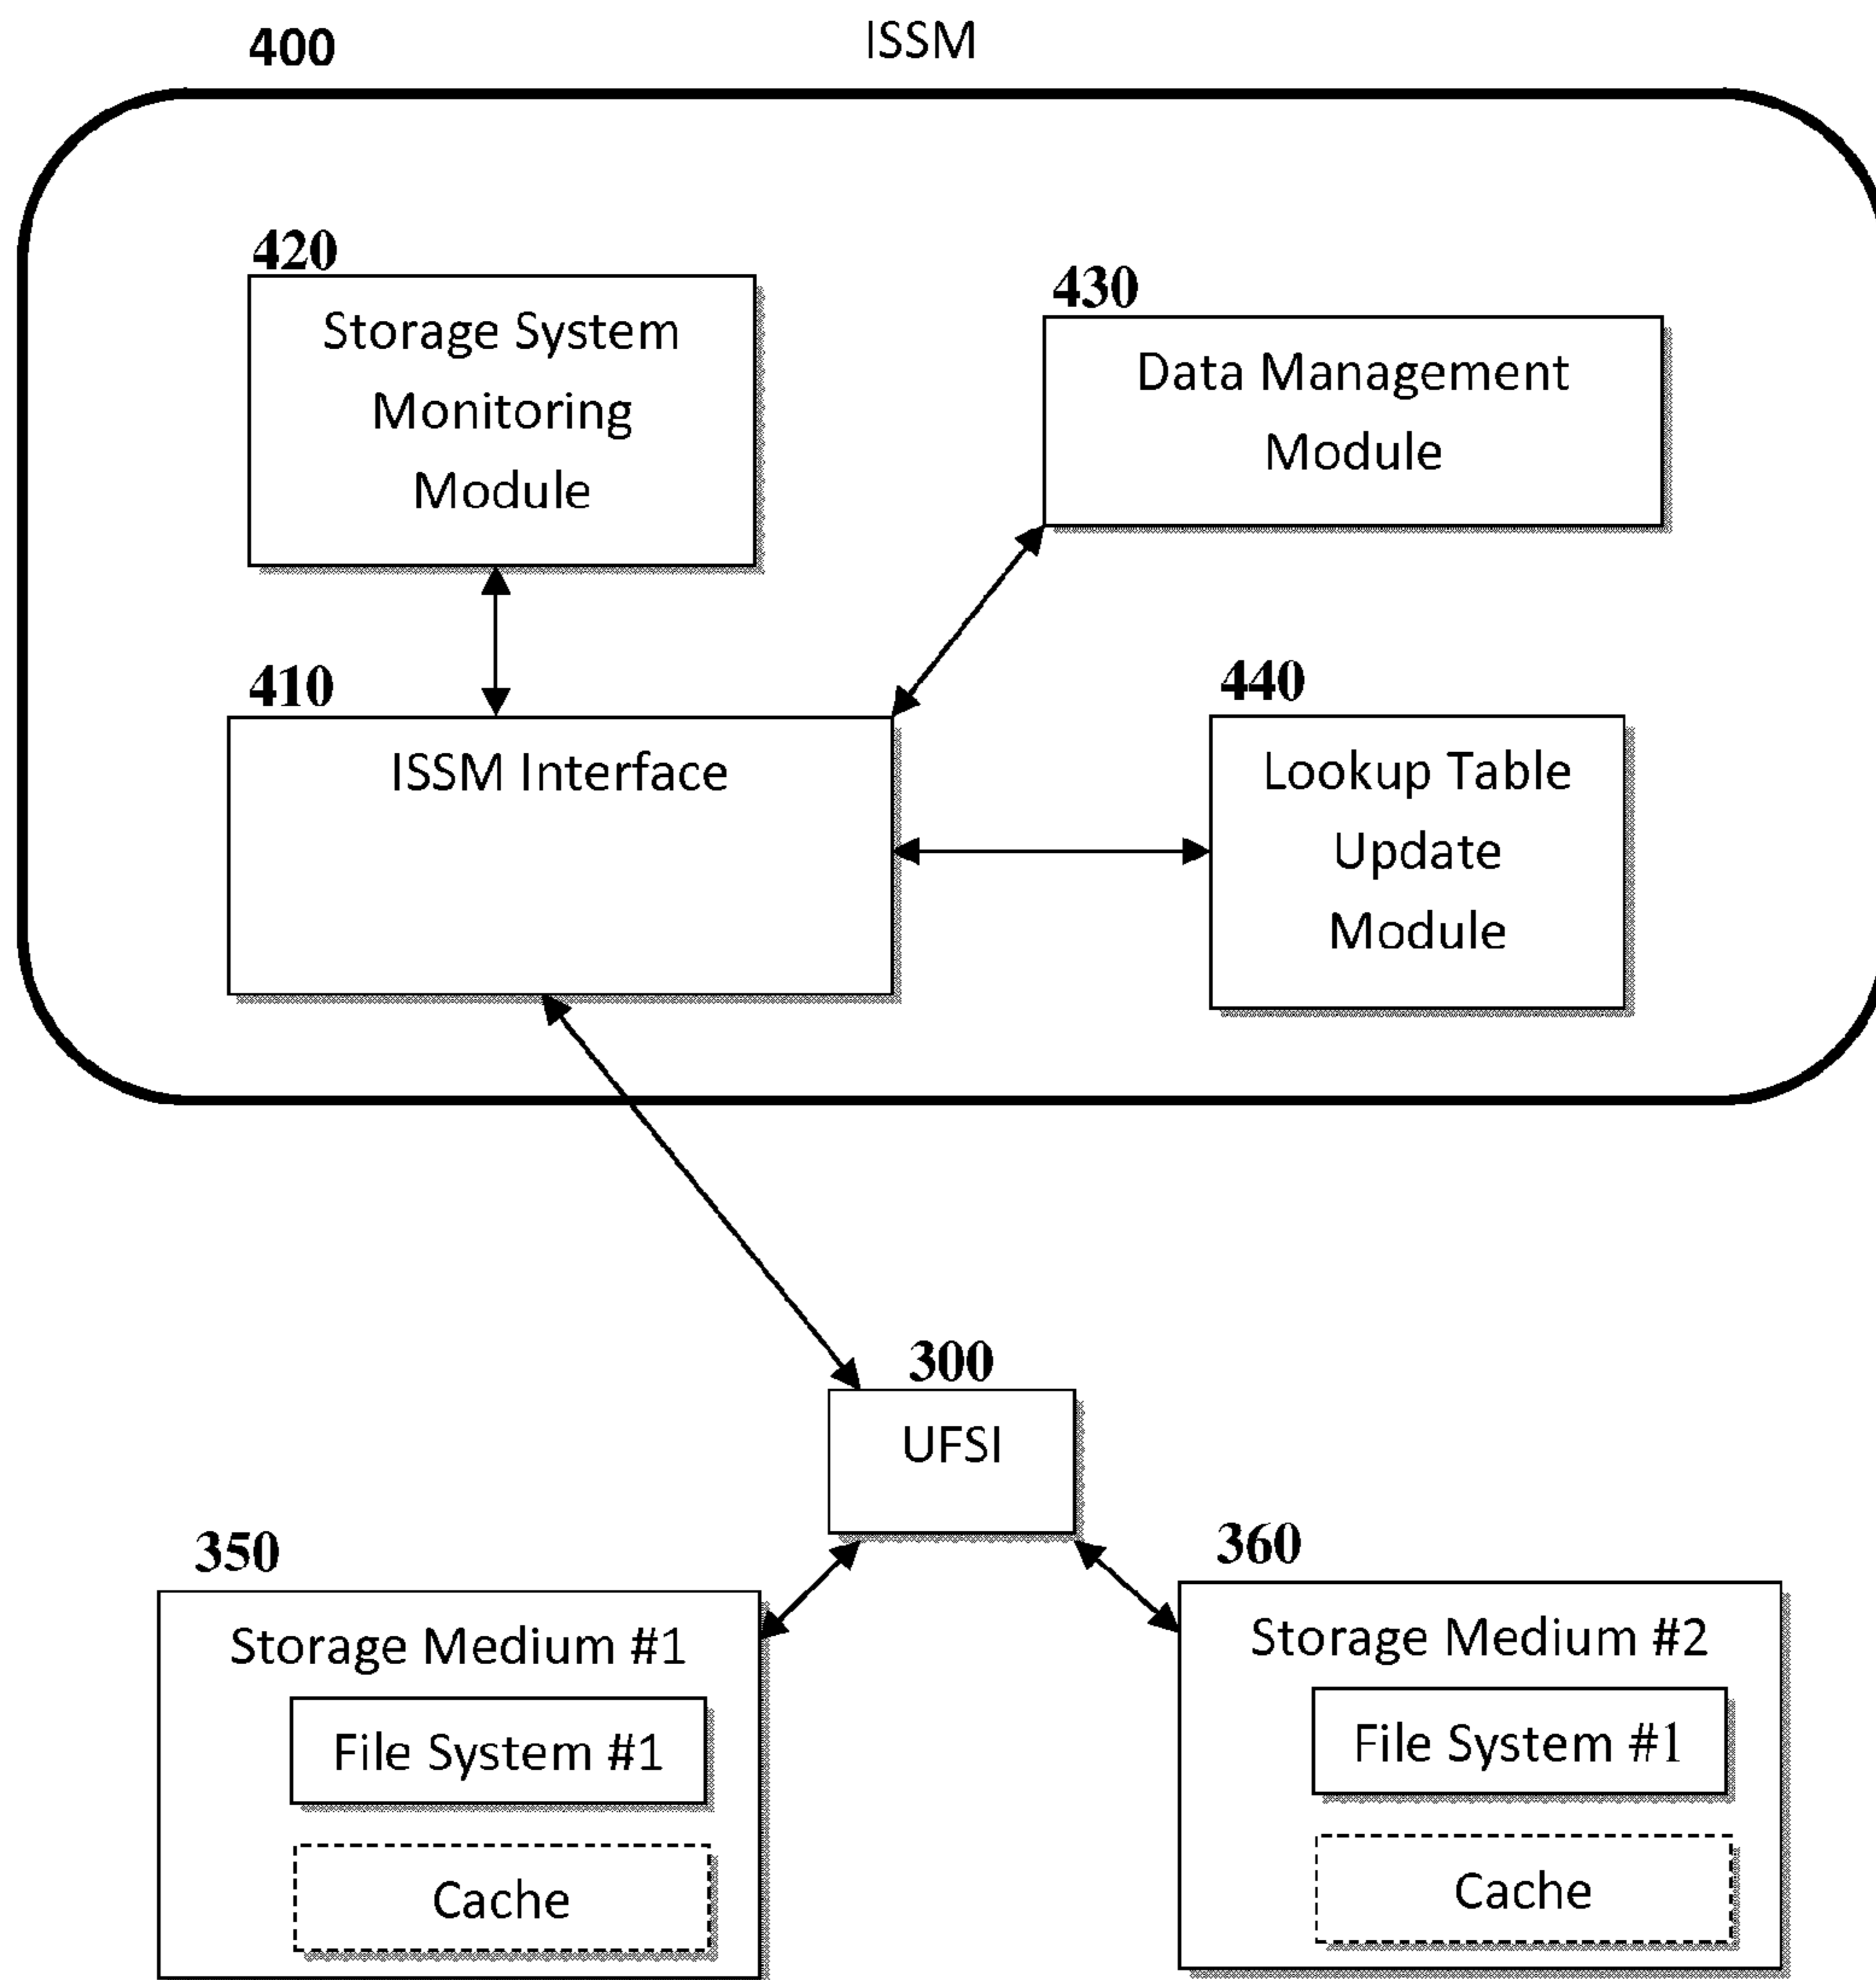 400
ISSM
420
Storage System
Monitoring
Module
430
Data Management
Module
410
ISSM Interface
440
Lookup Table
Update
Module
300
UFSI
350
Storage Medium #1
File System #1
Cache
360
Storage Medium #2
File System #1
Cache